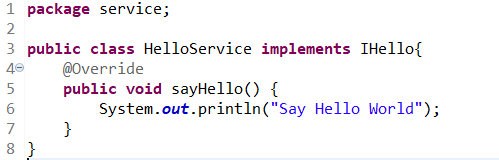 1 package service;
2
3 public class HelloService implements IHello{
4 @Override
5 public void sayHello() {
6 System.out.println("Say Hello World");
7 }
8 }